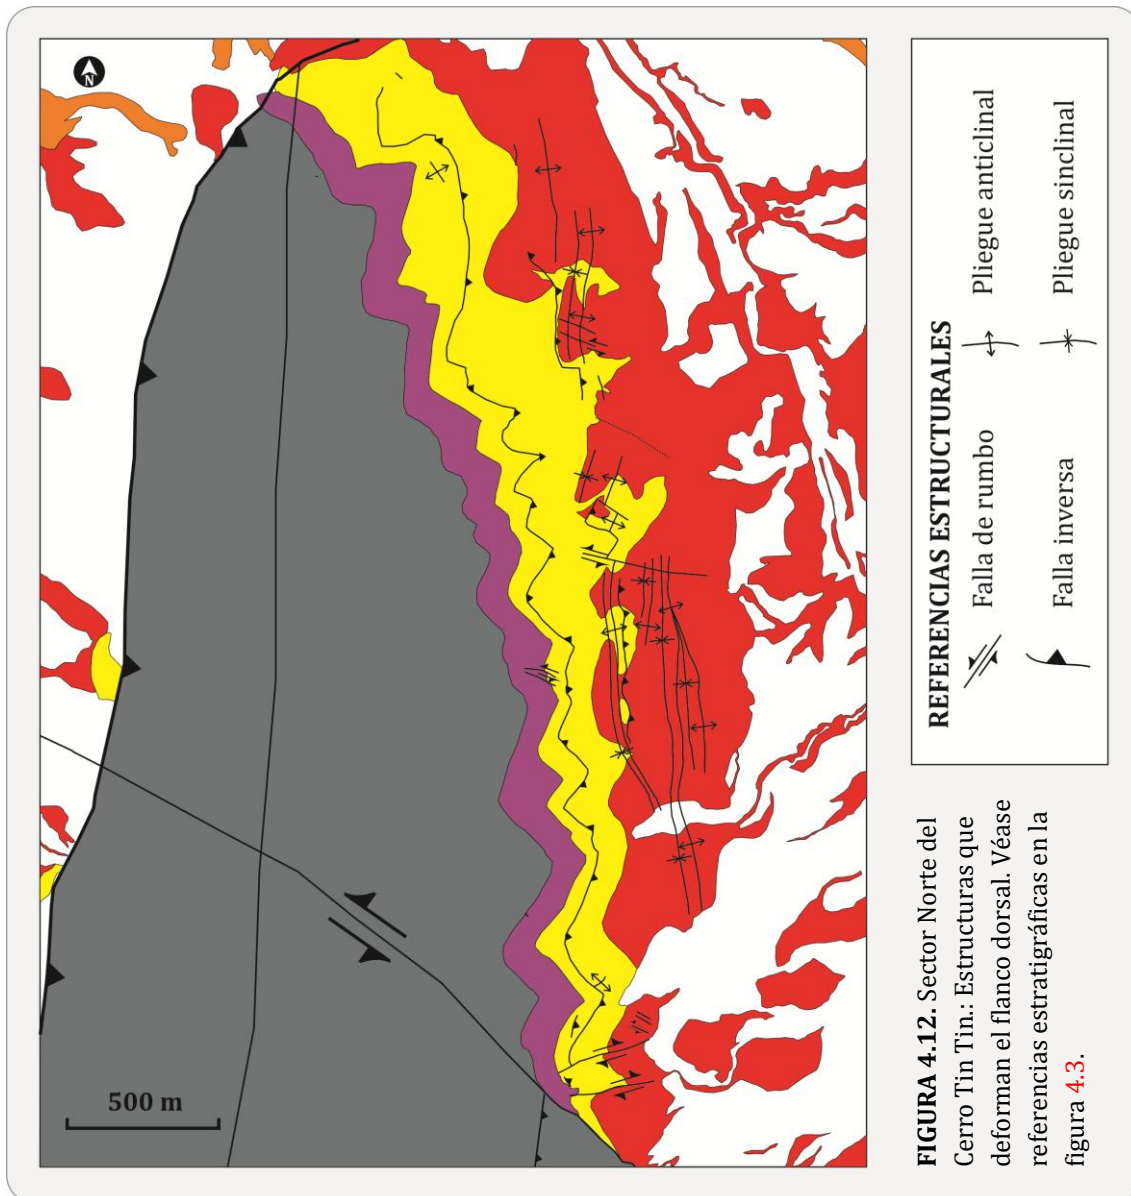 N
500 m
REFERENCIAS ESTRUCTURALES
Falla de rumbo
Pliegue anticlinal
Falla inversa
Pliegue sinclinal
FIGURA 4.12. Sector Norte del
Cerro Tin Tin.: Estructuras que
deforman el flanco dorsal. Véase
referencias estratigráficas en la
figura 4.3.